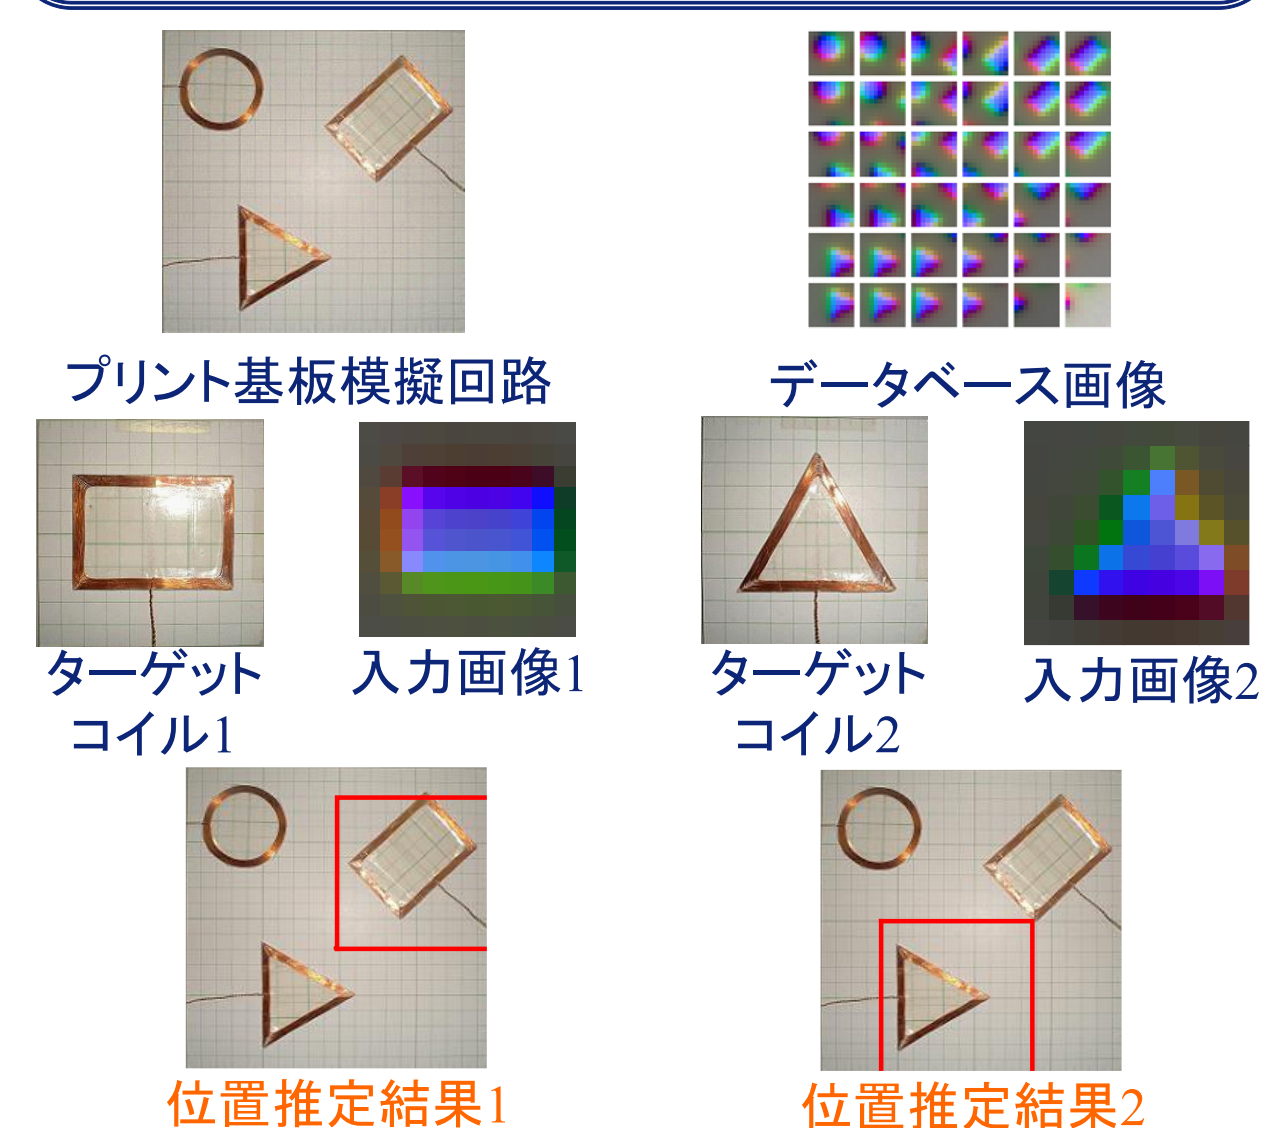 プリント基板模擬回路
データベース画像
ターゲット
コイル1
入力画像1
ターゲット
コイル2
入力画像2
位置推定結果1
位置推定結果2